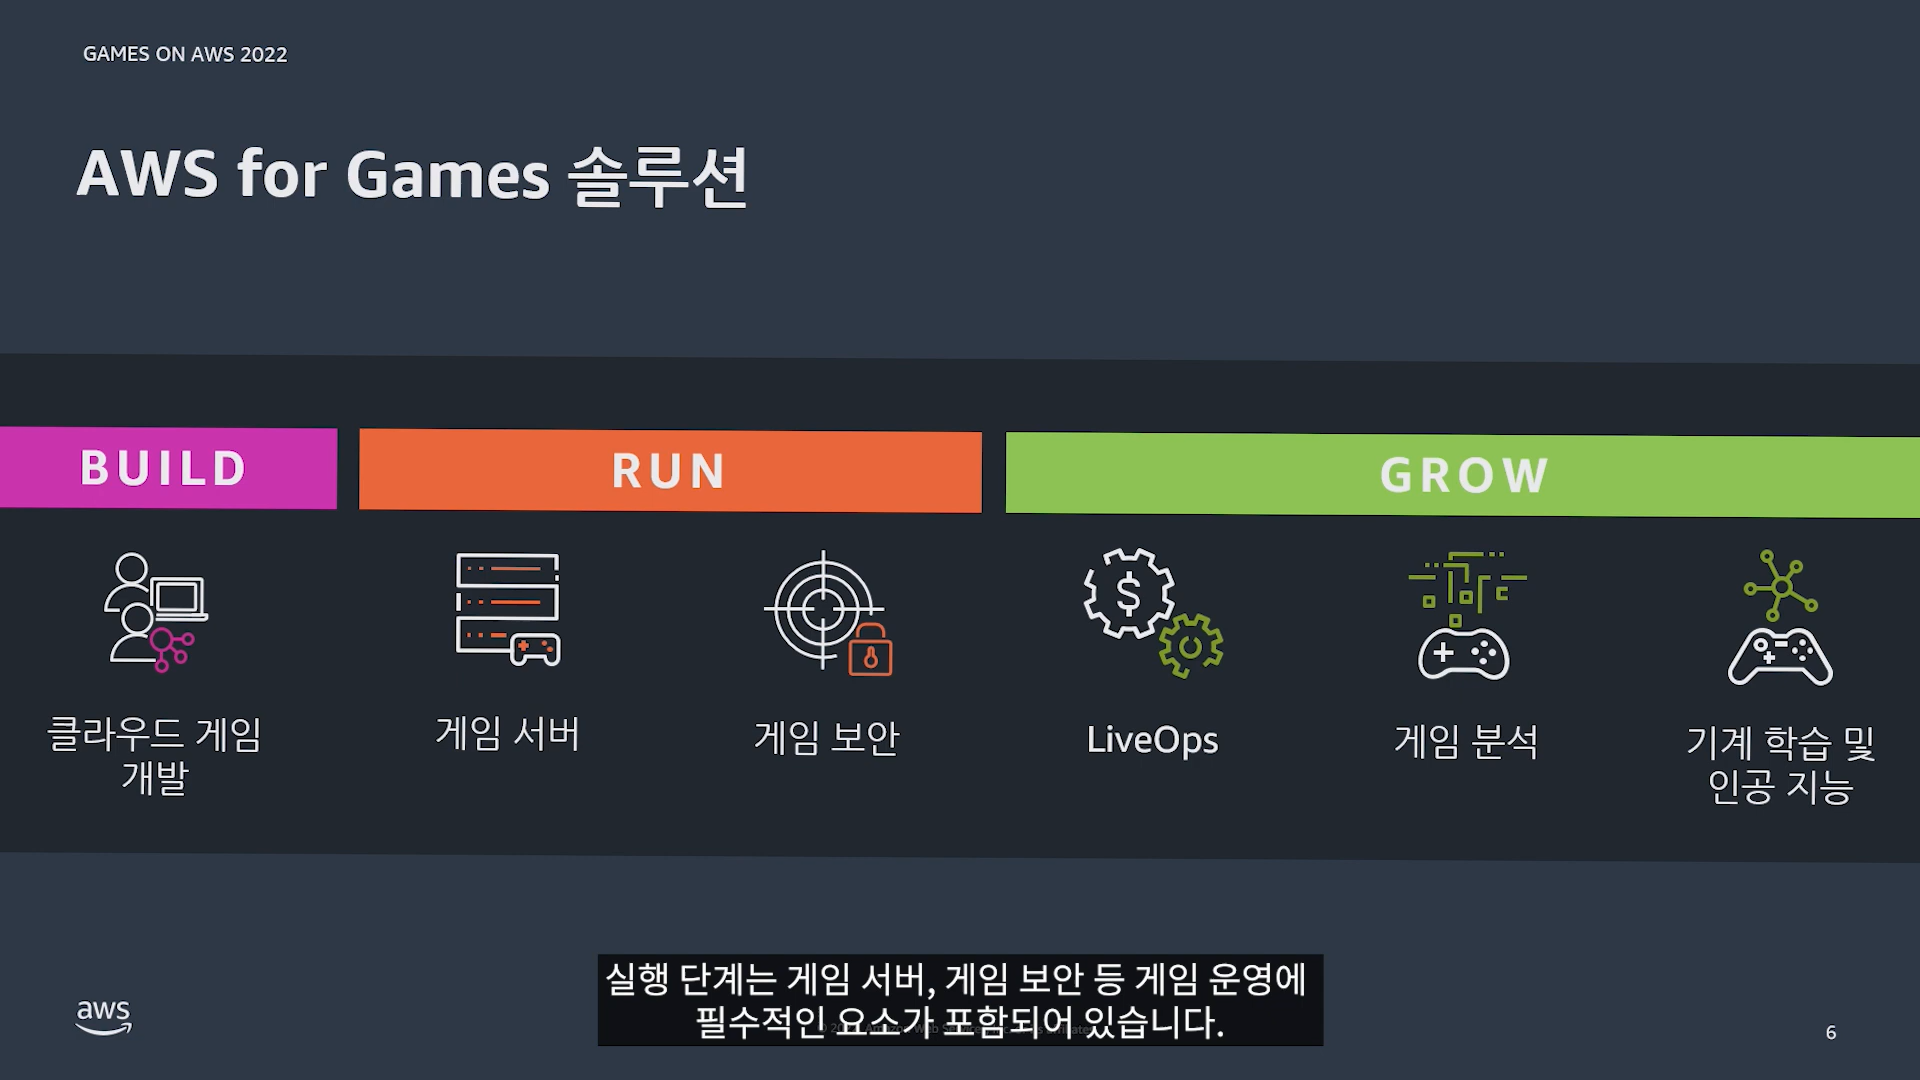 GAMES ON AWS 2022
AWS for Games 솔루션
BUILD
RUN
GROW
클라우드 게임
개발
게임 서버
게임 보안
LiveOps
게임 분석
기계 학습 및
인공 지능
실행 단계는 게임 서버, 게임 보안 등 게임 운영에
필수적인 요소가 포함되어 있습니다.
aws
6